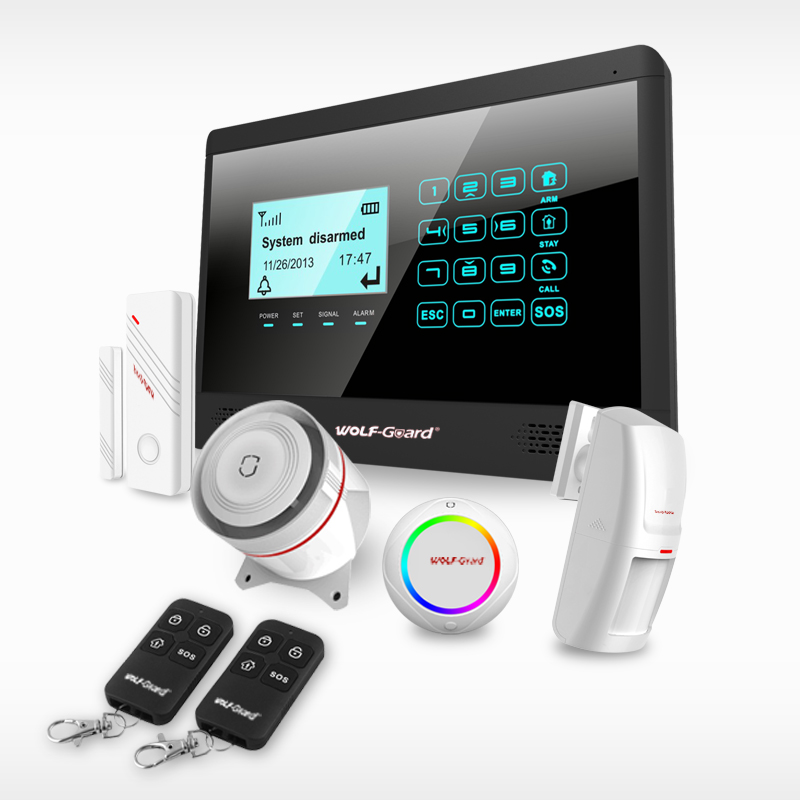 System disarmed
11/26/2013 17:47
POWER SET SIGNAL ALARM
1 2 3
ARM
4 5 6
STAY
7 8 9
CALL
ESC 0 ENTER SOS
WOLF-Guard®
WOLF-Guard
SOS
WOLF-Guard®
SOS
WOLF-Guard®